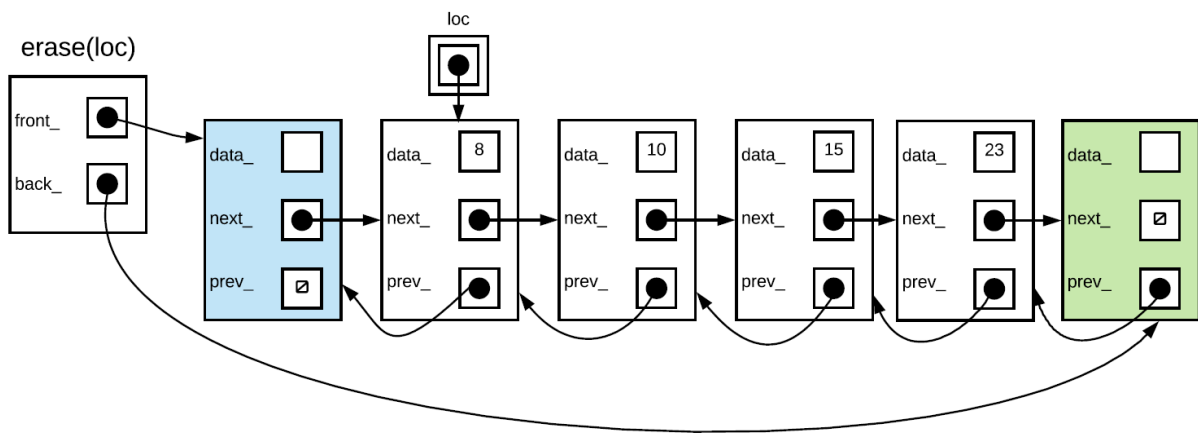 loc
erase(loc)
front_
back_
data_
next_
prev_
data_ 8
next_
prev_
data_ 10
next_
prev_
data_ 15
next_
prev_
data_ 23
next_
prev_
data_
next_
prev_